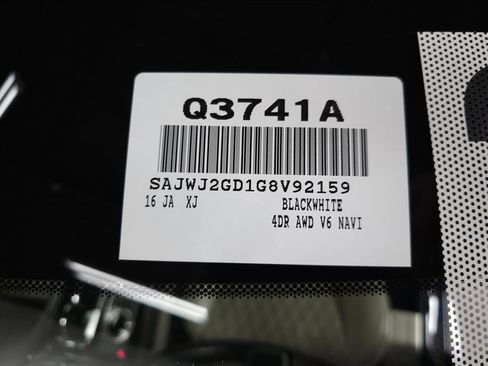 Q3741A
SAJWJ2GD1G8V92159
16 JA XJ BLACKWHITE
4DR AWD V6 NAVI